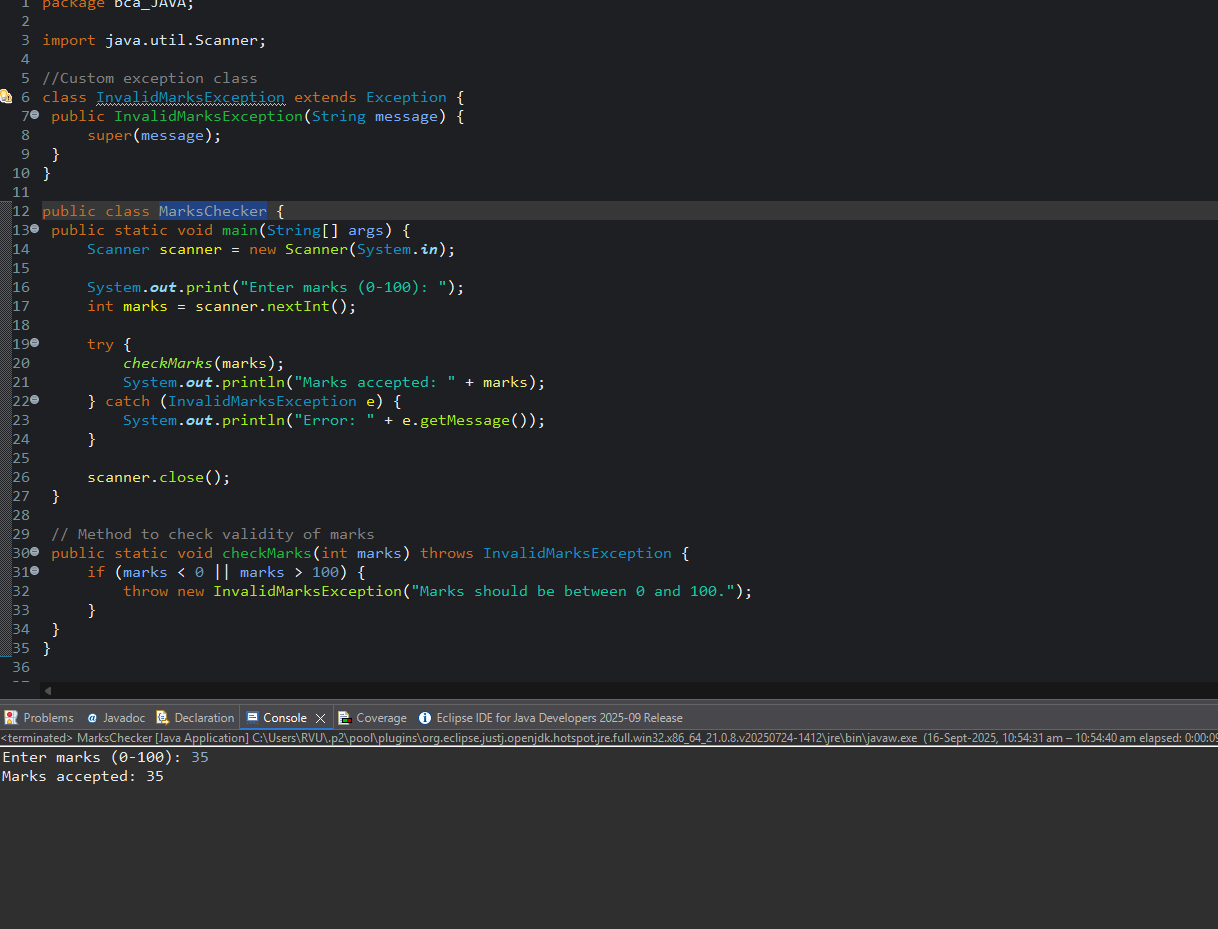 1 package bca_JAVA;
2
3 import java.util.Scanner;
4
5 //Custom exception class
6 class InvalidMarksException extends Exception {
7 public InvalidMarksException(String message) {
8 super(message);
9 }
10 }
11
12 public class MarksChecker {
13 public static void main(String[] args) {
14 Scanner scanner = new Scanner(System.in);
15
16 System.out.print("Enter marks (0-100): ");
17 int marks = scanner.nextInt();
18
19 try {
20 checkMarks(marks);
21 System.out.println("Marks accepted: " + marks);
22 } catch (InvalidMarksException e) {
23 System.out.println("Error: " + e.getMessage());
24 }
25
26 scanner.close();
27 }
28
29 // Method to check validity of marks
30 public static void checkMarks(int marks) throws InvalidMarksException {
31 if (marks < 0 || marks > 100) {
32 throw new InvalidMarksException("Marks should be between 0 and 100.");
33 }
34 }
35 }
36
Problems Javadoc Declaration Console Coverage Eclipse IDE for Java Developers 2025-09 Release
<terminated> MarksChecker [Java Application] C:\Users\RVU\.p2\pool\plugins\org.eclipse.justj.openjdk.hotspot.jre.full.win32.x86_64_21.0.8.v20250724-1412\jre\bin\javaw.exe (16-Sept-2025, 10:54:31 am – 10:54:40 am elapsed: 0:00:09
Enter marks (0-100): 35
Marks accepted: 35